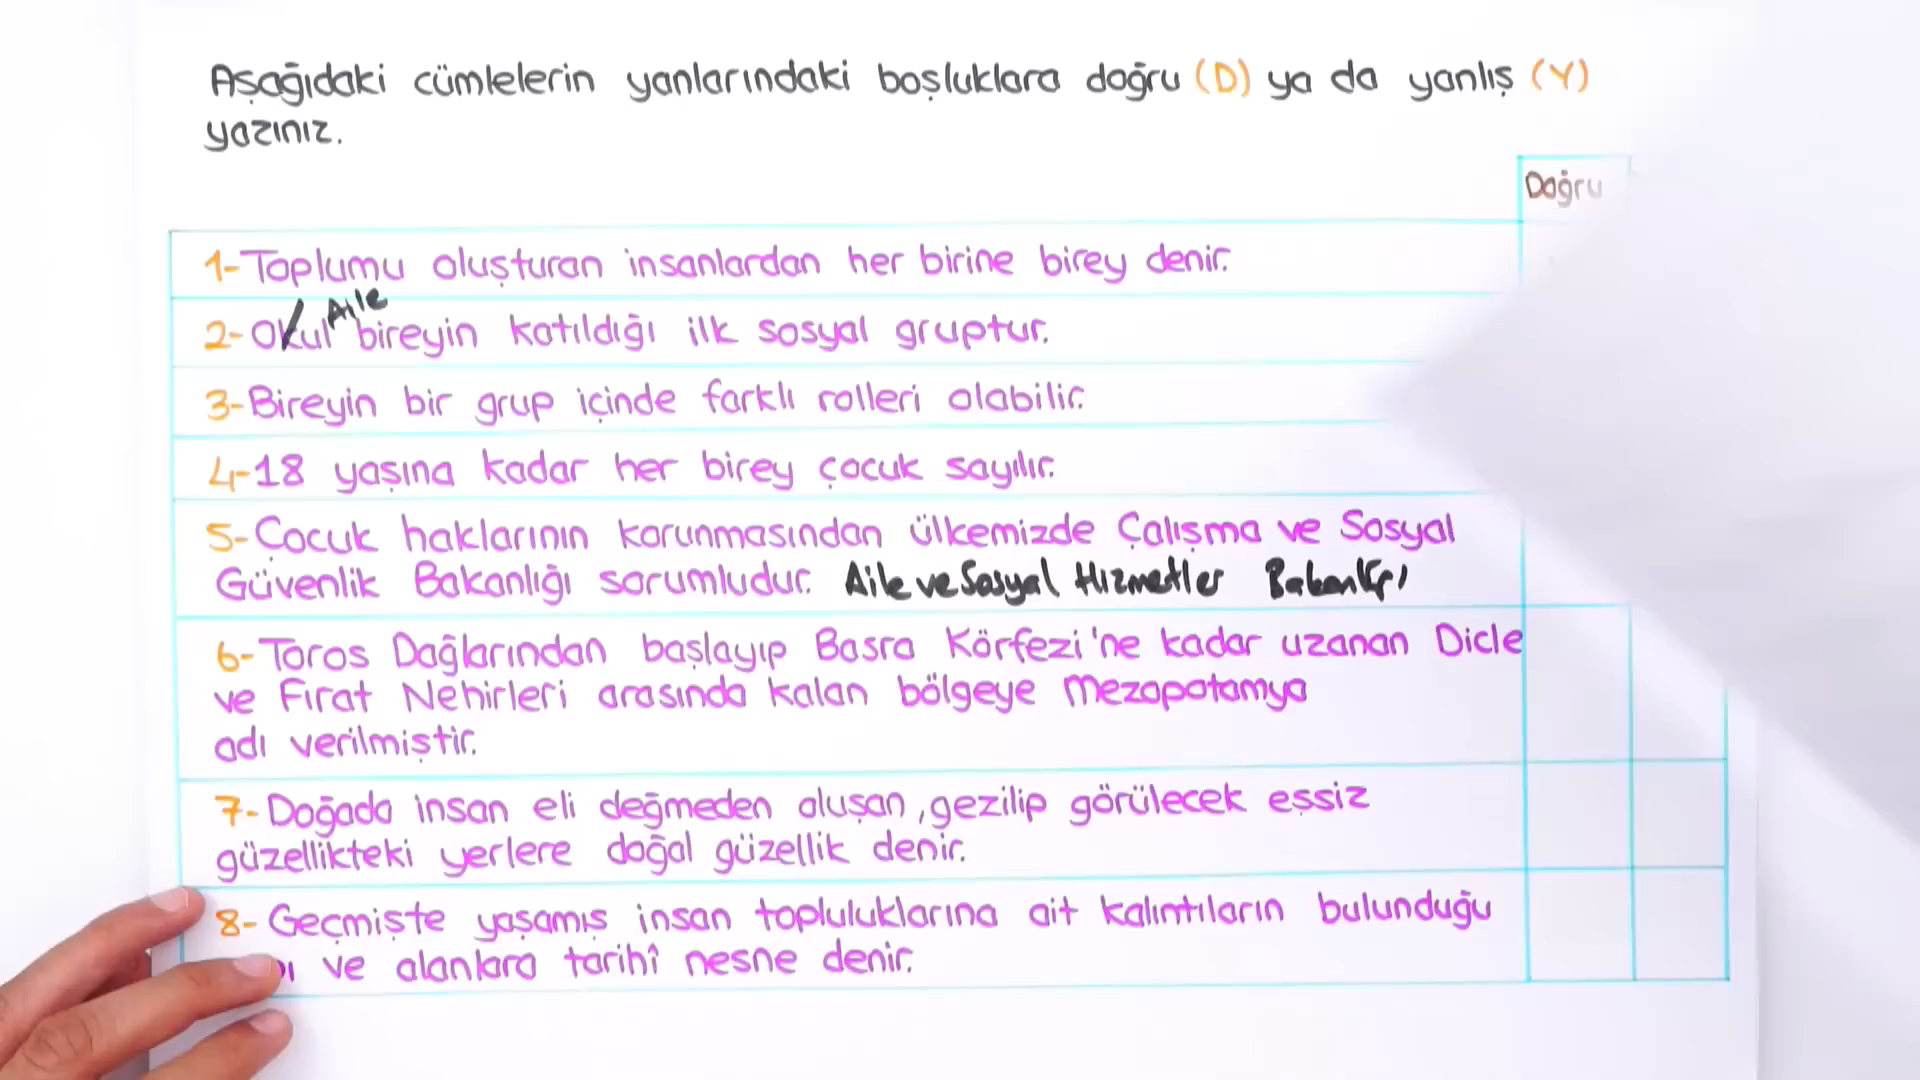 Aşağıdaki cümlelerin yanlarındaki boşluklara doğru (D) ya da yanlış (Y)
yazınız.
Doğru
1-Toplumu oluşturan insanlardan her birine birey denir.
Aile
2-Okul bireyin katıldığı ilk sosyal gruptur.
3-Bireyin bir grup içinde farklı rolleri olabilir.
4-18 yaşına kadar her birey çocuk sayılır.
5-Çocuk haklarının korunmasından ülkemizde Çalışma ve Sosyal
Güvenlik Bakanlığı sorumludur. Aile ve Sosyal Hizmetler Bakanlığı
6-Toros Dağlarından başlayıp Basra Körfezi'ne kadar uzanan Dicle
ve Fırat Nehirleri arasında kalan bölgeye Mezopotamya
adı verilmiştir.
7-Doğada insan eli değmeden oluşan, gezilip görülecek eşsiz
güzellikteki yerlere doğal güzellik denir.
8- Geçmişte yaşamış insan topluluklarına ait kalıntıların bulunduğu
ve alanlara tarihî nesne denir.